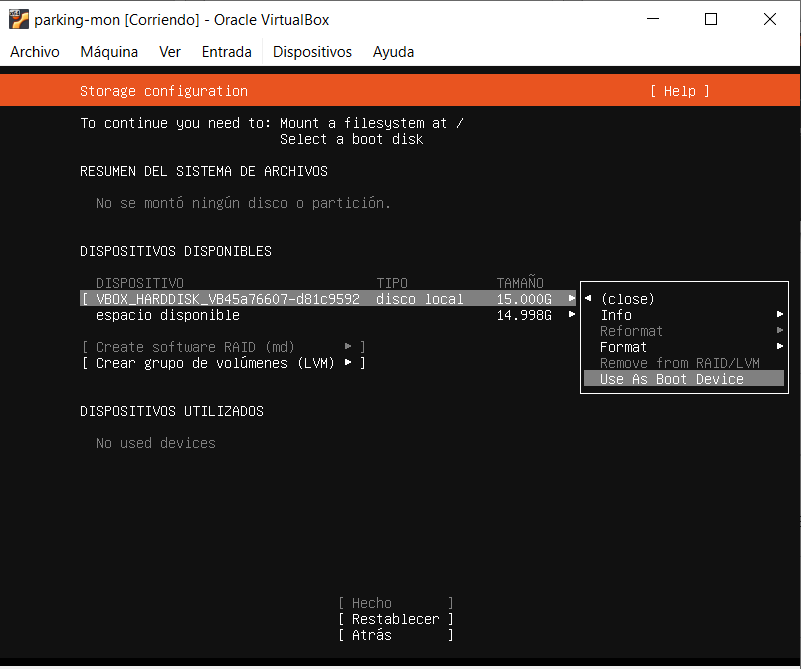 parking-mon [Corriendo] - Oracle VirtualBox
Archivo Máquina Ver Entrada Dispositivos Ayuda
Storage configuration [ Help ]
To continue you need to: Mount a filesystem at /
Select a boot disk
RESUMEN DEL SISTEMA DE ARCHIVOS
No se montó ningún disco o partición.
DISPOSITIVOS DISPONIBLES
DISPOSITIVO TIPO TAMAÑO
[ VBOX_HARDDISK_VB45a76607-d81c9592 disco local 15.000G ▸
espacio disponible 14.998G ▸
◂ (close)
Info ▸
Reformat ▸
Format ▸
Remove from RAID/LVM
Use As Boot Device
[ Create software RAID (md) ▸ ]
[ Crear grupo de volúmenes (LVM) ▸ ]
DISPOSITIVOS UTILIZADOS
No used devices
[ Hecho ]
[ Restablecer ]
[ Atrás ]